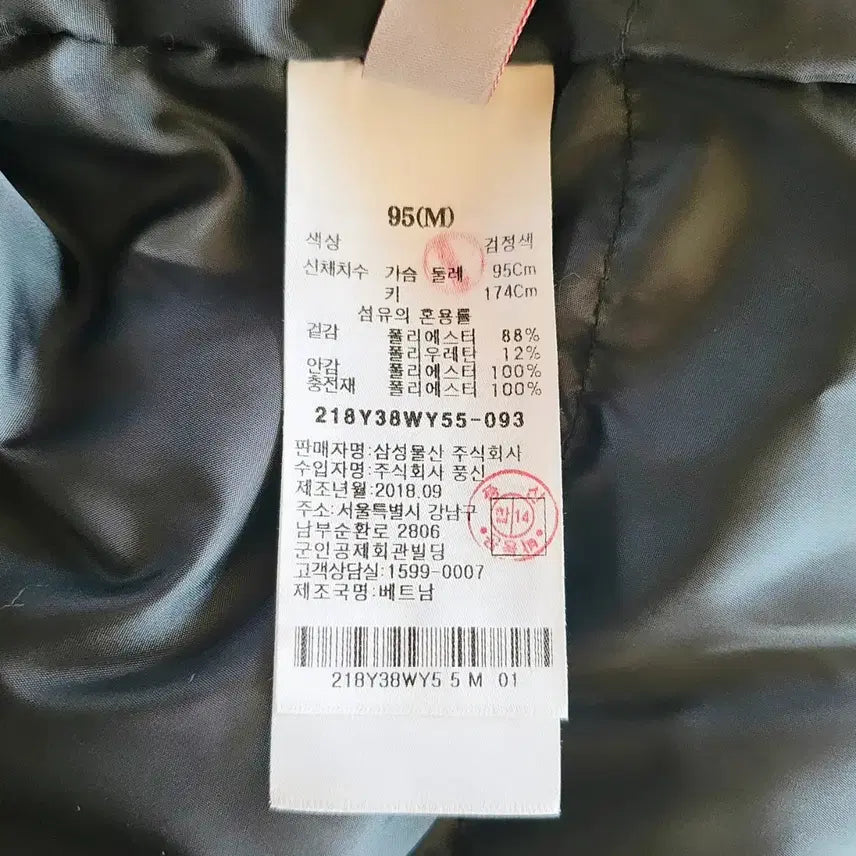 95(M)
색상 검정색
신체치수 가슴 둘레 95Cm
키 174Cm
섬유의 혼용률
겉감 폴리에스터 88%
폴리우레탄 12%
안감 폴리에스터 100%
충전재 폴리에스터 100%
218Y38WY55-093
판매자명:삼성물산 주식회사
수입자명:주식회사 풍신
제조년월:2018.09
주소:서울특별시 강남구
남부순환로 2806
군인공제회관빌딩
고객상담실:1599-0007
제조국명:베트남
14
218Y38WY5 5 M 01